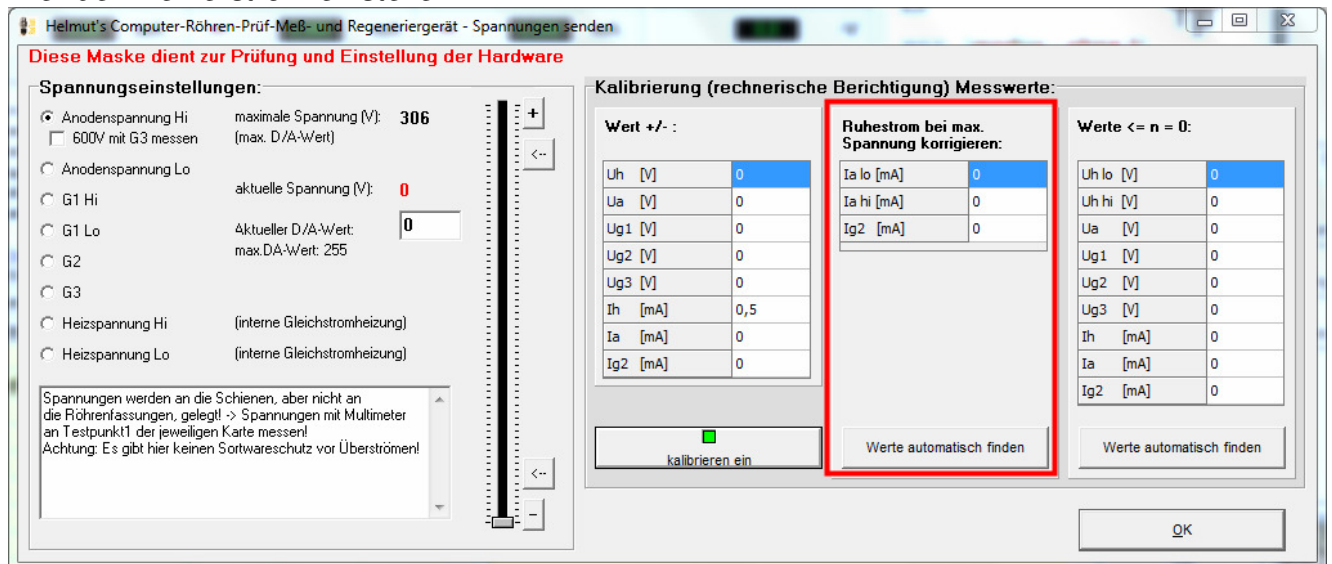 Helmut's Computer-Röhren-Prüf-Meß- und Regeneriergerät - Spannungen senden
Diese Maske dient zur Prüfung und Einstellung der Hardware
Spannungseinstellungen:
Anodenspannung Hi
600V mit G3 messen
Anodenspannung Lo
G1 Hi
G1 Lo
G2
G3
Heizspannung Hi
Heizspannung Lo
maximale Spannung (V): 306
(max. D/A-Wert)
aktuelle Spannung (V): 0
Aktueller D/A-Wert: 0
max.DA-Wert: 255
(interne Gleichstromheizung)
(interne Gleichstromheizung)
Spannungen werden an die Schienen, aber nicht an
die Röhrenfassungen, gelegt! -> Spannungen mit Multimeter
an Testpunkt1 der jeweiligen Karte messen!
Achtung: Es gibt hier keinen Sortwareschutz vor Überströmen!
+
<--
<--
-
Kalibrierung (rechnerische Berichtigung) Messwerte:
Wert +/- :
Uh [V] 0
Ua [V] 0
Ug1 [V] 0
Ug2 [V] 0
Ug3 [V] 0
Ih [mA] 0,5
Ia [mA] 0
Ig2 [mA] 0
kalibrieren ein
Ruhestrom bei max.
Spannung korrigieren:
Ia lo [mA] 0
Ia hi [mA] 0
Ig2 [mA] 0
Werte automatisch finden
Werte <= n = 0:
Uh lo [V] 0
Uh hi [V] 0
Ua [V] 0
Ug1 [V] 0
Ug2 [V] 0
Ug3 [V] 0
Ih [mA] 0
Ia [mA] 0
Ig2 [mA] 0
Werte automatisch finden
OK